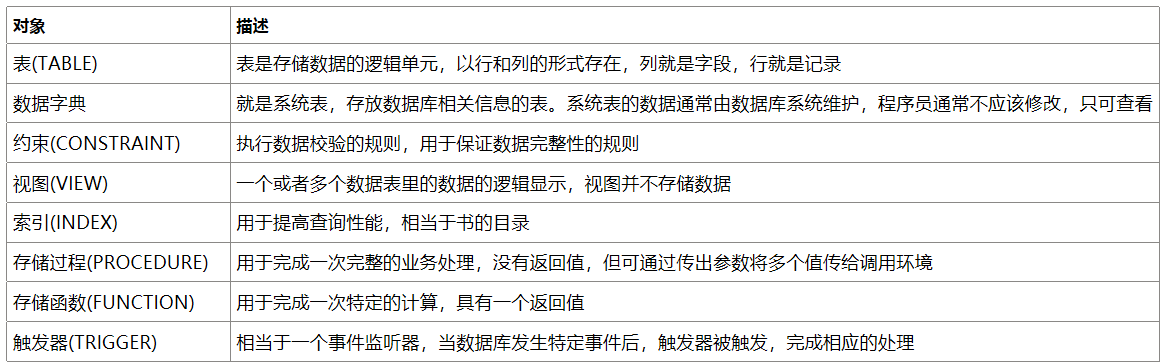 对象 描述
表(TABLE) 表是存储数据的逻辑单元，以行和列的形式存在，列就是字段，行就是记录
数据字典 就是系统表，存放数据库相关信息的表。系统表的数据通常由数据库系统维护，程序员通常不应该修改，只可查看
约束(CONSTRAINT) 执行数据校验的规则，用于保证数据完整性的规则
视图(VIEW) 一个或者多个数据表里的数据的逻辑显示，视图并不存储数据
索引(INDEX) 用于提高查询性能，相当于书的目录
存储过程(PROCEDURE) 用于完成一次完整的业务处理，没有返回值，但可通过传出参数将多个值传给调用环境
存储函数(FUNCTION) 用于完成一次特定的计算，具有一个返回值
触发器(TRIGGER) 相当于一个事件监听器，当数据库发生特定事件后，触发器被触发，完成相应的处理